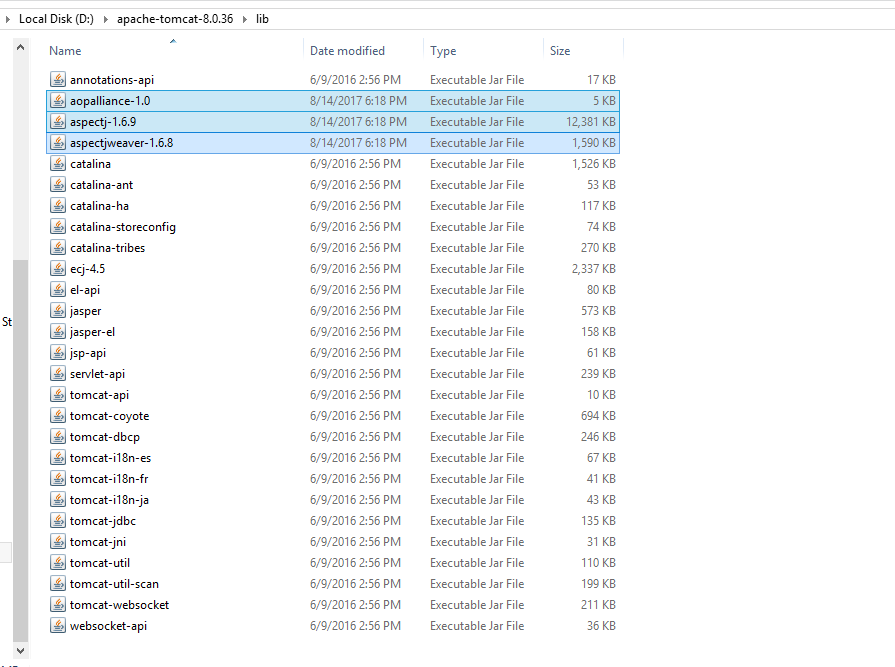 Local Disk (D:) apache-tomcat-8.0.36 lib
Name Date modified Type Size
annotations-api 6/9/2016 2:56 PM Executable Jar File 17 KB
aopalliance-1.0 8/14/2017 6:18 PM Executable Jar File 5 KB
aspectj-1.6.9 8/14/2017 6:18 PM Executable Jar File 12,381 KB
aspectjweaver-1.6.8 8/14/2017 6:18 PM Executable Jar File 1,590 KB
catalina 6/9/2016 2:56 PM Executable Jar File 1,526 KB
catalina-ant 6/9/2016 2:56 PM Executable Jar File 53 KB
catalina-ha 6/9/2016 2:56 PM Executable Jar File 117 KB
catalina-storeconfig 6/9/2016 2:56 PM Executable Jar File 74 KB
catalina-tribes 6/9/2016 2:56 PM Executable Jar File 270 KB
ecj-4.5 6/9/2016 2:56 PM Executable Jar File 2,337 KB
el-api 6/9/2016 2:56 PM Executable Jar File 80 KB
jasper 6/9/2016 2:56 PM Executable Jar File 573 KB
St
jasper-el 6/9/2016 2:56 PM Executable Jar File 158 KB
jsp-api 6/9/2016 2:56 PM Executable Jar File 61 KB
servlet-api 6/9/2016 2:56 PM Executable Jar File 239 KB
tomcat-api 6/9/2016 2:56 PM Executable Jar File 10 KB
tomcat-coyote 6/9/2016 2:56 PM Executable Jar File 694 KB
tomcat-dbcp 6/9/2016 2:56 PM Executable Jar File 246 KB
tomcat-i18n-es 6/9/2016 2:56 PM Executable Jar File 67 KB
tomcat-i18n-fr 6/9/2016 2:56 PM Executable Jar File 41 KB
tomcat-i18n-ja 6/9/2016 2:56 PM Executable Jar File 43 KB
tomcat-jdbc 6/9/2016 2:56 PM Executable Jar File 135 KB
tomcat-jni 6/9/2016 2:56 PM Executable Jar File 31 KB
tomcat-util 6/9/2016 2:56 PM Executable Jar File 110 KB
tomcat-util-scan 6/9/2016 2:56 PM Executable Jar File 199 KB
tomcat-websocket 6/9/2016 2:56 PM Executable Jar File 211 KB
websocket-api 6/9/2016 2:56 PM Executable Jar File 36 KB